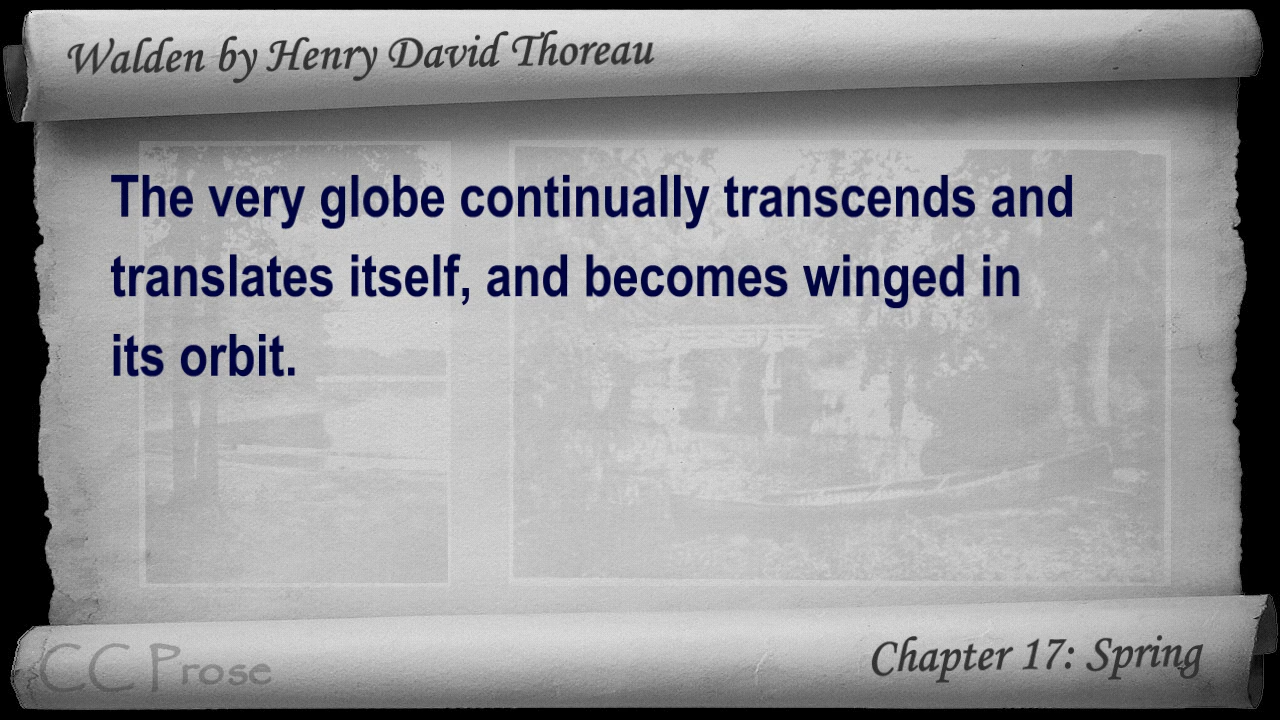 Walden by Henry David Thoreau
The very globe continually transcends and
translates itself, and becomes winged in
its orbit.
CC Prose
Chapter 17: Spring